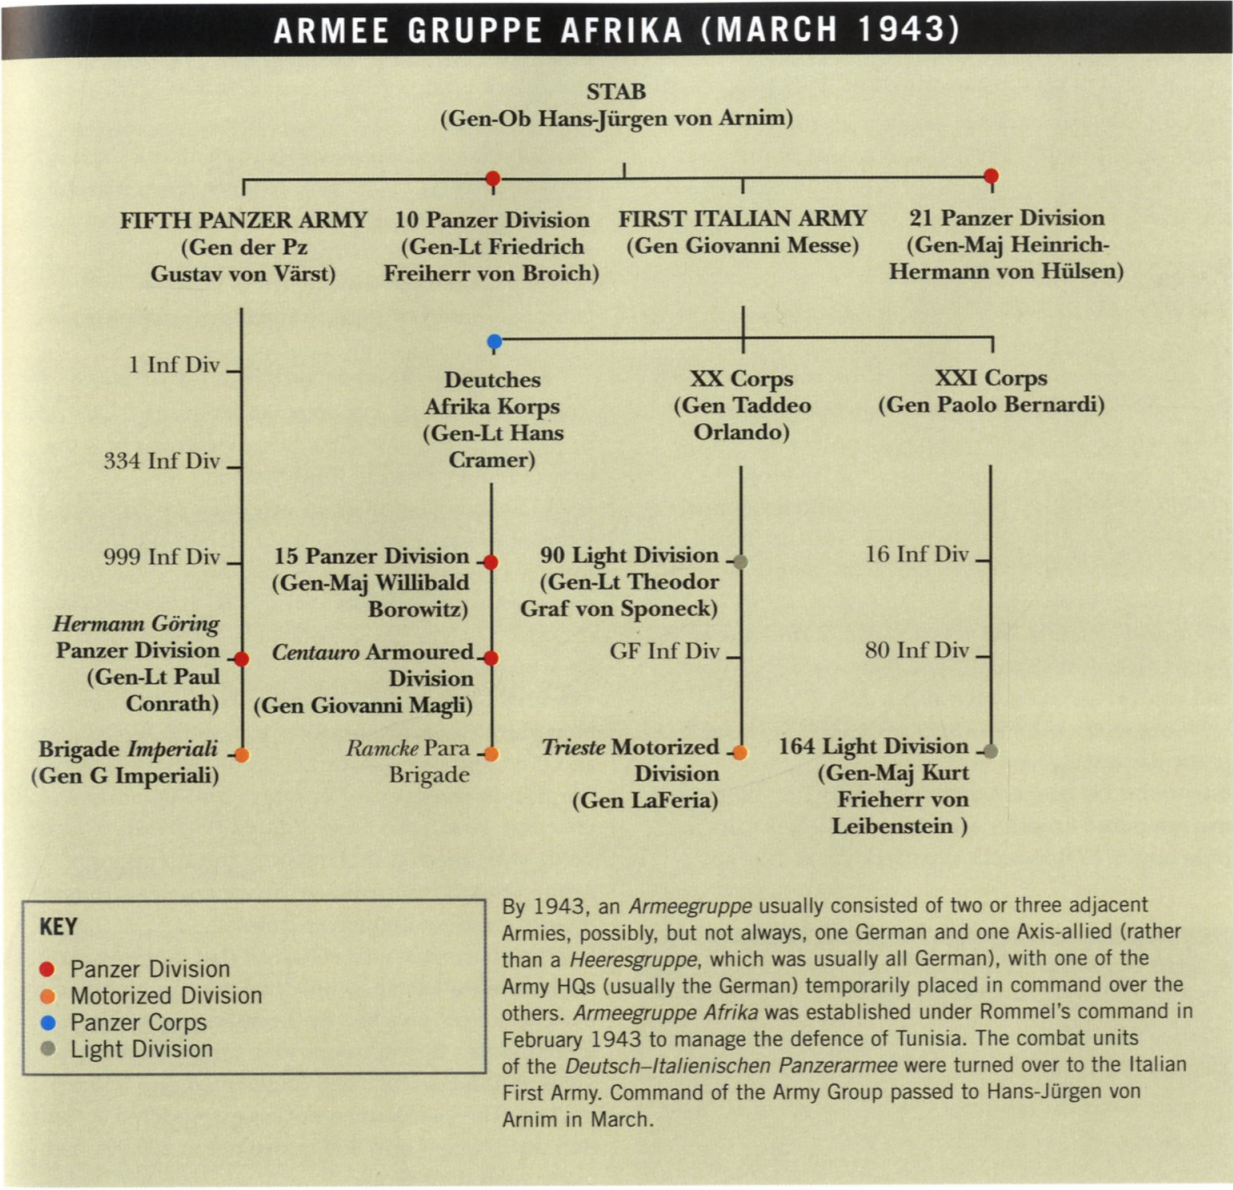 ARMEE GRUPPE AFRIKA (MARCH 1943)
STAB
(Gen-Ob Hans-Jürgen von Arnim)
FIFTH PANZER ARMY
(Gen der Pz
Gustav von Värst)
10 Panzer Division
(Gen-Lt Friedrich
Freiherr von Broich)
FIRST ITALIAN ARMY
(Gen Giovanni Messe)
21 Panzer Division
(Gen-Maj Heinrich-
Hermann von Hülsen)
1 Inf Div
334 Inf Div
999 Inf Div
Hermann Göring
Panzer Division
(Gen-Lt Paul
Conrath)
Brigade Imperiali
(Gen G Imperiali)
Deutches
Afrika Korps
(Gen-Lt Hans
Cramer)
15 Panzer Division
(Gen-Maj Willibald
Borowitz)
Centauro Armoured
Division
(Gen Giovanni Magli)
Ramcke Para
Brigade
XX Corps
(Gen Taddeo
Orlando)
90 Light Division
(Gen-Lt Theodor
Graf von Sponeck)
GF Inf Div
Trieste Motorized
Division
(Gen LaFeria)
XXI Corps
(Gen Paolo Bernardi)
16 Inf Div
80 Inf Div
164 Light Division
(Gen-Maj Kurt
Frieherr von
Leibenstein )
KEY
Panzer Division
Motorized Division
Panzer Corps
Light Division
By 1943, an Armeegruppe usually consisted of two or three adjacent
Armies, possibly, but not always, one German and one Axis-allied (rather
than a Heeresgruppe, which was usually all German), with one of the
Army HQs (usually the German) temporarily placed in command over the
others. Armeegruppe Afrika was established under Rommel's command in
February 1943 to manage the defence of Tunisia. The combat units
of the Deutsch–Italienischen Panzerarmee were turned over to the Italian
First Army. Command of the Army Group passed to Hans-Jürgen von
Arnim in March.